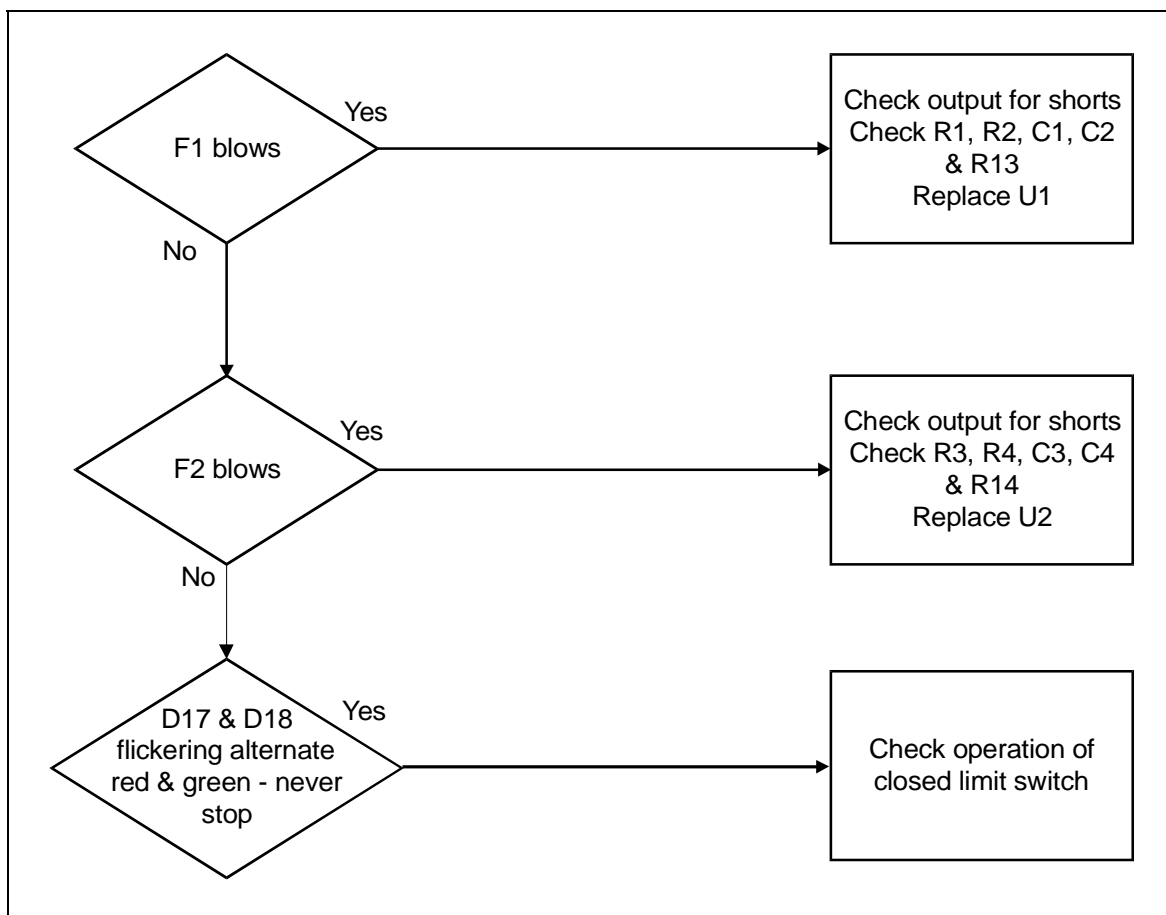 F1 blows
Yes
Check output for shorts
Check R1, R2, C1, C2
& R13
Replace U1
No
F2 blows
Yes
Check output for shorts
Check R3, R4, C3, C4
& R14
Replace U2
No
D17 & D18
flickering alternate
red & green - never
stop
Yes
Check operation of
closed limit switch